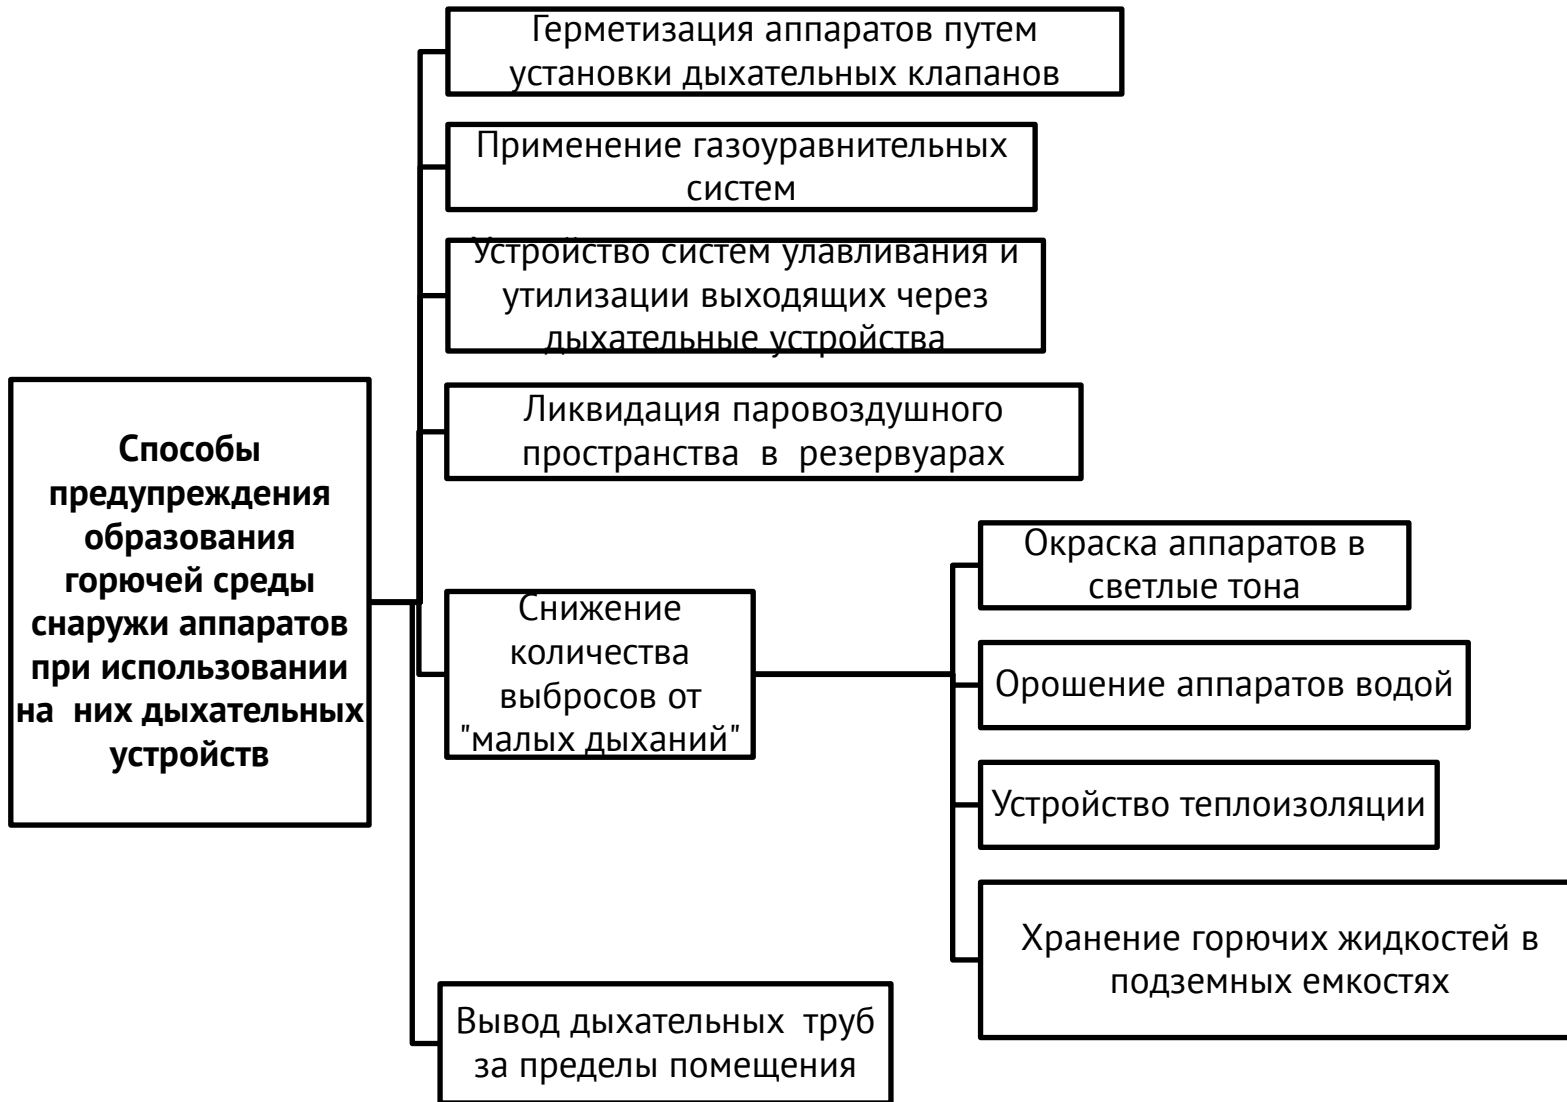 Герметизация аппаратов путем
установки дыхательных клапанов
Применение газоуравнительных
систем
Устройство систем улавливания и
утилизации выходящих через
дыхательные устройства
Ликвидация паровоздушного
пространства в резервуарах
Способы
предупреждения
образования
горючей среды
снаружи аппаратов
при использовании
на них дыхательных
устройств
Снижение
количества
выбросов от
"малых дыханий"
Окраска аппаратов в
светлые тона
Орошение аппаратов водой
Устройство теплоизоляции
Хранение горючих жидкостей в
подземных емкостях
Вывод дыхательных труб
за пределы помещения